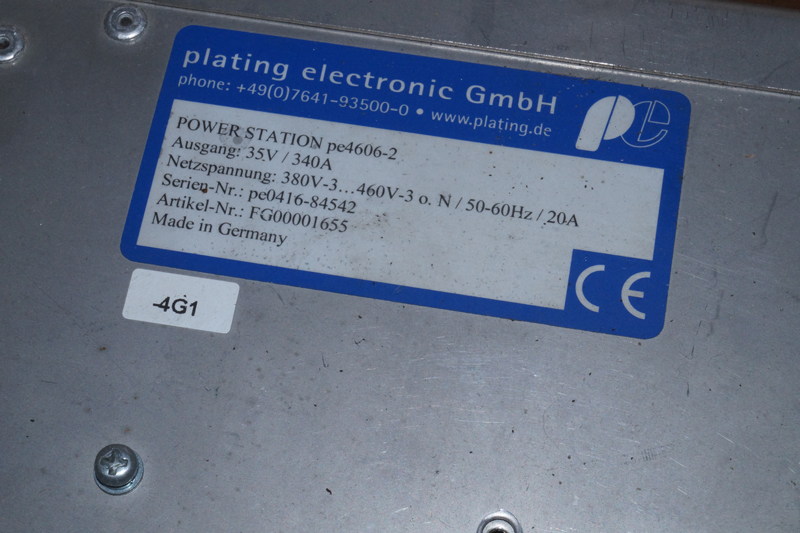 plating electronic GmbH
phone: +49(0)7641-93500-0 • www.plating.de
pe
POWER STATION pe4606-2
Ausgang: 35V / 340A
Netzspannung: 380V-3...460V-3 o. N / 50-60Hz / 20A
Serien-Nr.: pe0416-84542
Artikel-Nr.: FG00001655
Made in Germany
CE
-4G1